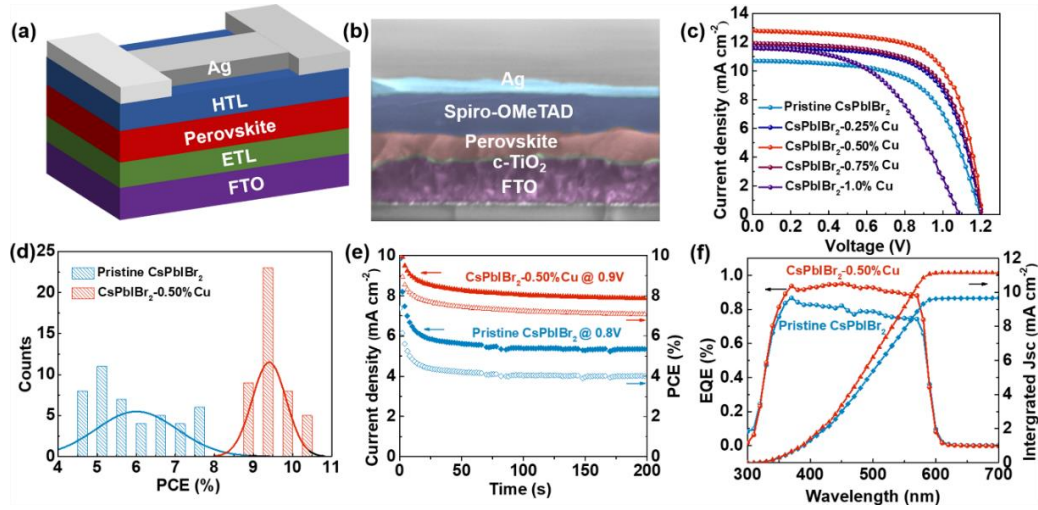 (a)
Ag
HTL
Perovskite
ETL
FTO
(b)
Ag
Spiro-OMeTAD
Perovskite
c-TiO2
FTO
(c)
Current density (mA cm-2)
14
12
10
8
6
4
2
0
Pristine CsPbIBr2
CsPbIBr2-0.25% Cu
CsPbIBr2-0.50% Cu
CsPbIBr2-0.75% Cu
CsPbIBr2-1.0% Cu
0.0 0.2 0.4 0.6 0.8 1.0 1.2
Voltage (V)
(d)
Counts
25
20
15
10
5
0
Pristine CsPbIBr2
CsPbIBr2-0.50%Cu
4 5 6 7 8 9 10 11
PCE (%)
(e)
Current density (mA cm-2)
10
8
6
4
2
0
CsPbIBr2-0.50%Cu @ 0.9V
Pristine CsPbIBr2 @ 0.8V
10
8
6
4
2
0
PCE (%)
0 50 100 150 200
Time (s)
(f)
EQE (%)
1.0
0.8
0.6
0.4
0.2
0.0
CsPbIBr2-0.50%Cu
Pristine CsPbIBr2
12
11
10
9
8
7
6
5
4
3
2
1
0
Intergrated Jsc (mA cm-2)
300 400 500 600 700
Wavelength (nm)